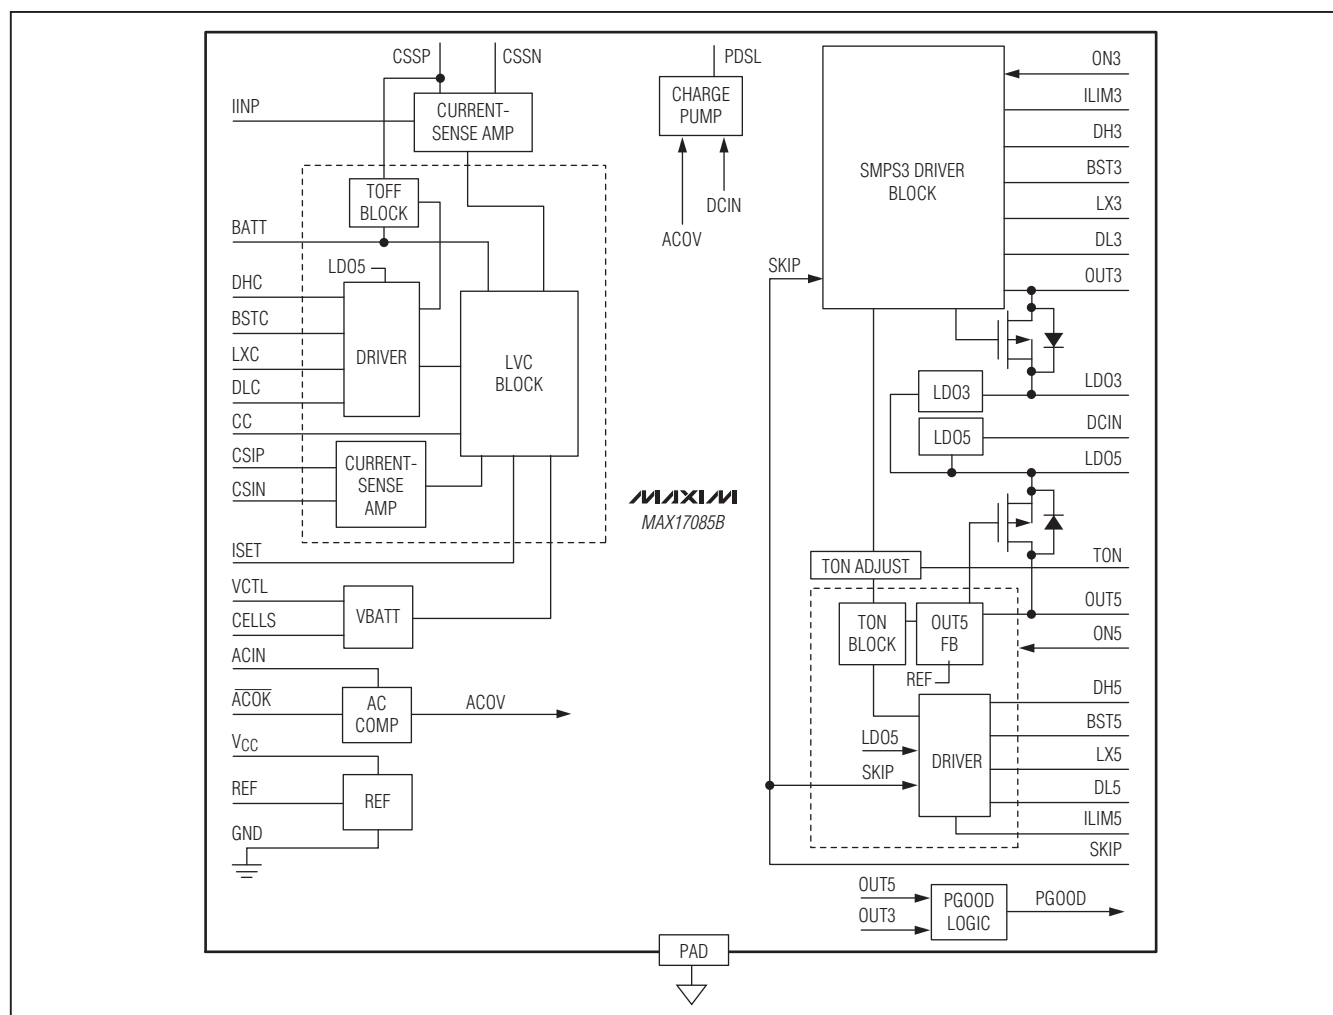 CSSP
CSSN
IINP
CURRENT-
SENSE AMP
TOFF
BLOCK
BATT
LDO5
DHC
BSTC
LXC
DLC
CC
CSIP
CSIN
DRIVER
LVC
BLOCK
CURRENT-
SENSE
AMP
ISET
VCTL
CELLS
VBATT
ACIN
ACOK
AC
COMP
ACOV
VCC
REF
REF
GND
PDSL
CHARGE
PUMP
DCIN
ACOV
MAXIM
MAX17085B
SMPS3 DRIVER
BLOCK
SKIP
ON3
ILIM3
DH3
BST3
LX3
DL3
OUT3
LDO3
LDO3
LDO5
DCIN
LDO5
TON ADJUST
TON
TON
BLOCK
OUT5
FB
REF
OUT5
ON5
LDO5
SKIP
DRIVER
DH5
BST5
LX5
DL5
ILIM5
SKIP
OUT5
OUT3
PGOOD
LOGIC
PGOOD
PAD